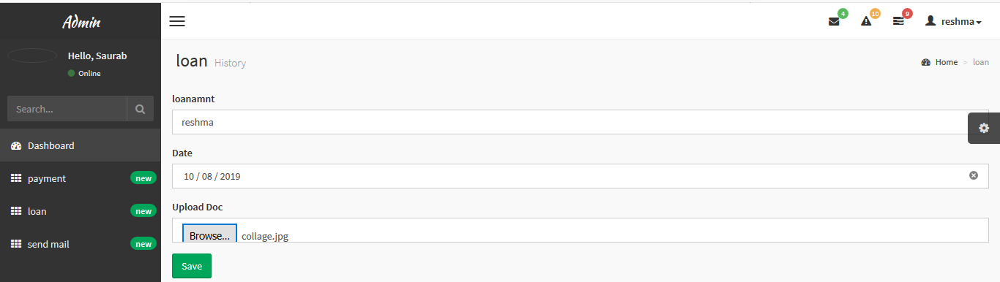 Admin
4
10
9
reshma
Hello, Saurab
Online
loan History
Home > loan
Search...
loanamnt
reshma
Dashboard
Date
payment new
10 / 08 / 2019
loan new
Upload Doc
Browse... collage.jpg
send mail new
Save